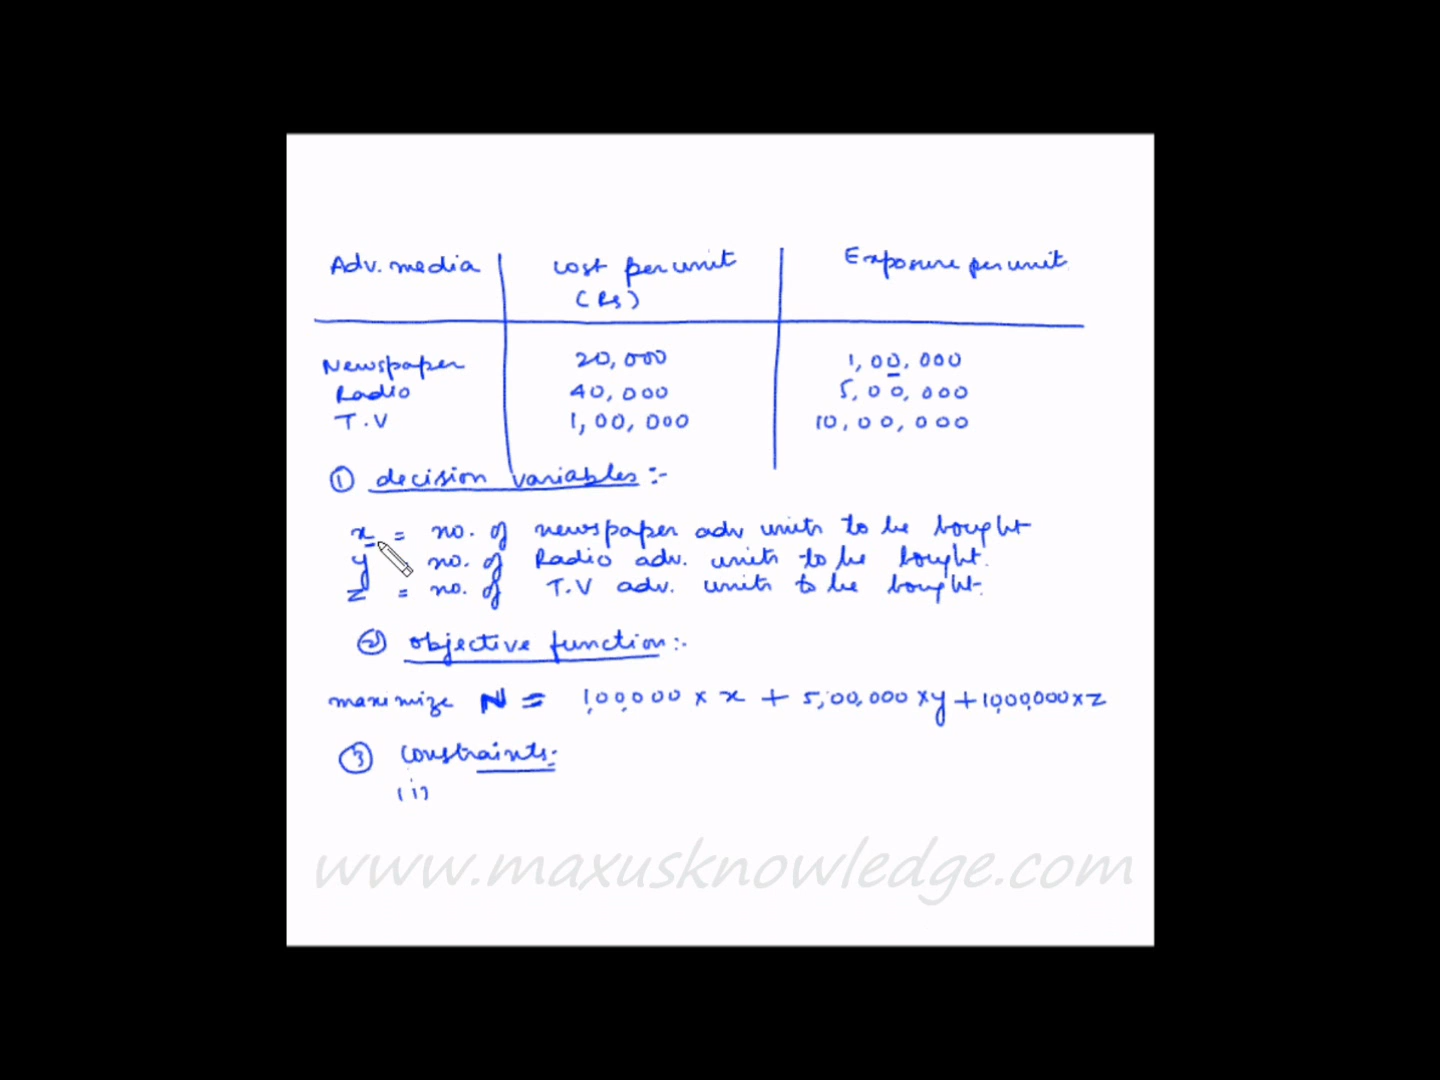 Adv. media cost per unit Exposure per unit
(Rs)
Newspaper 20,000 1,00,000
Radio 40,000 5,00,000
T.V 1,00,000 10,00,000
① decision variables :-
x = no. of newspaper adv units to be bought
y no. of Radio adv. units to be bought.
z = no. of T.V adv. units to be bought.
② objective function :-
maximize N = 1,00,000 x x + 5,00,000 x y + 10,00,000 x z
③ constraints:-
(i)
www.maxusknowledge.com